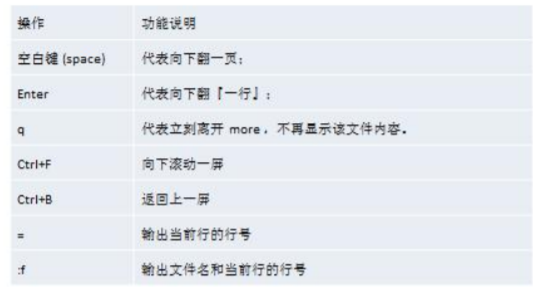 操作 功能说明
空白键 (space) 代表向下翻一页；
Enter 代表向下翻『一行』；
q 代表立刻离开 more，不再显示该文件内容。
Ctrl+F 向下滚动一屏
Ctrl+B 返回上一屏
= 输出当前行的行号
:f 输出文件名和当前行的行号